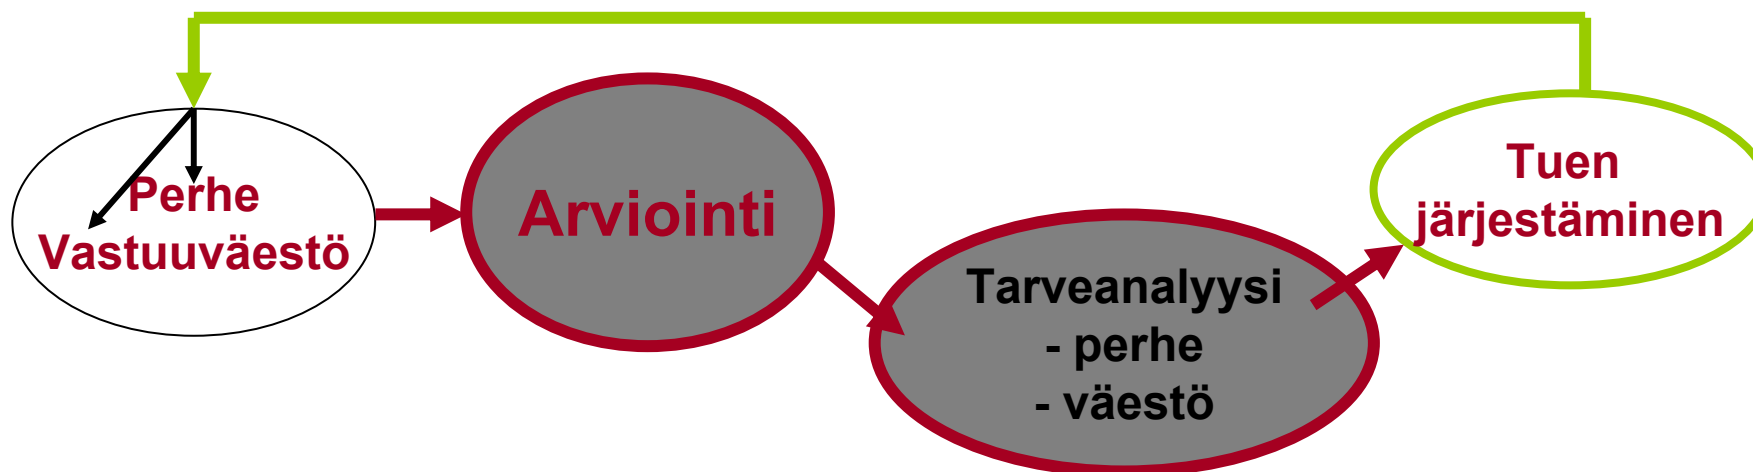 Perhe
Vastuuväestö
Arviointi
Tarveanalyysi
- perhe
- väestö
Tuen
järjestäminen